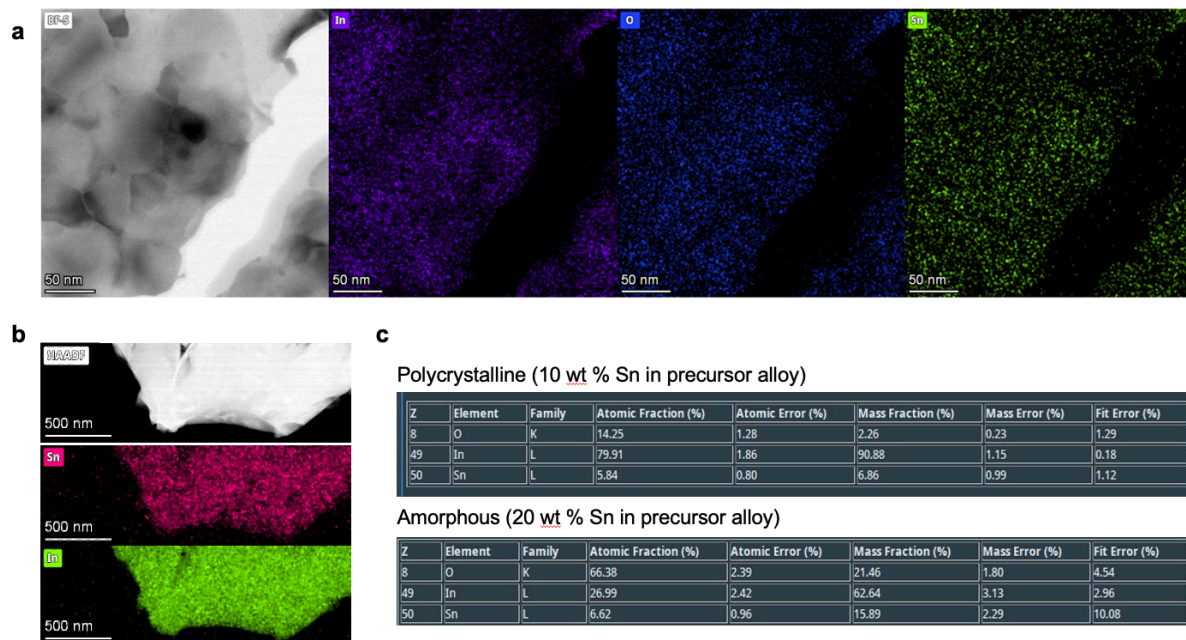 a
BF-S
In
O
Sn
50 nm
50 nm
50 nm
50 nm
b
HAADF
500 nm
Sn
500 nm
In
500 nm
c
Polycrystalline (10 wt % Sn in precursor alloy)
Z Element Family Atomic Fraction (%) Atomic Error (%) Mass Fraction (%) Mass Error (%) Fit Error (%)
8 O K 14.25 1.28 2.26 0.23 1.29
49 In L 79.91 1.86 90.88 1.15 0.18
50 Sn L 5.84 0.80 6.86 0.99 1.12
Amorphous (20 wt % Sn in precursor alloy)
Z Element Family Atomic Fraction (%) Atomic Error (%) Mass Fraction (%) Mass Error (%) Fit Error (%)
8 O K 66.38 2.39 21.46 1.80 4.54
49 In L 26.99 2.42 62.64 3.13 2.96
50 Sn L 6.62 0.96 15.89 2.29 10.08